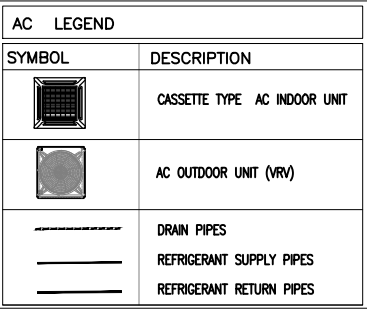 AC LEGEND
SYMBOL DESCRIPTION
CASSETTE TYPE AC INDOOR UNIT
AC OUTDOOR UNIT (VRV)
DRAIN PIPES
REFRIGERANT SUPPLY PIPES
REFRIGERANT RETURN PIPES